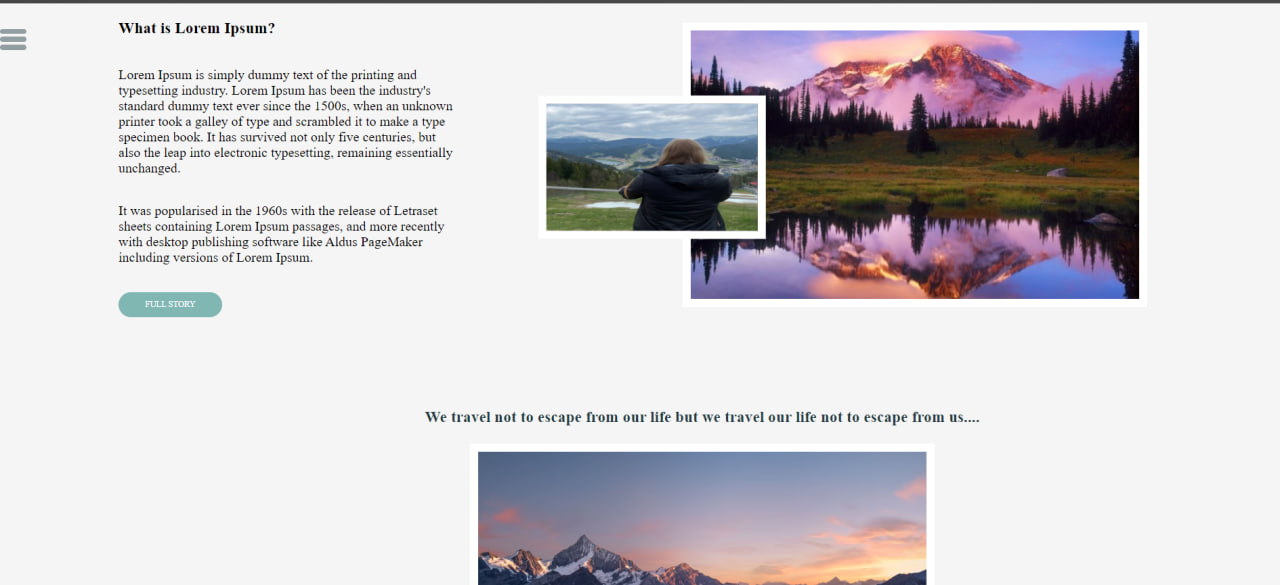 What is Lorem Ipsum?
Lorem Ipsum is simply dummy text of the printing and
typesetting industry. Lorem Ipsum has been the industry's
standard dummy text ever since the 1500s, when an unknown
printer took a galley of type and scrambled it to make a type
specimen book. It has survived not only five centuries, but
also the leap into electronic typesetting, remaining essentially
unchanged.
It was popularised in the 1960s with the release of Letraset
sheets containing Lorem Ipsum passages, and more recently
with desktop publishing software like Aldus PageMaker
including versions of Lorem Ipsum.
FULL STORY
We travel not to escape from our life but we travel our life not to escape from us....